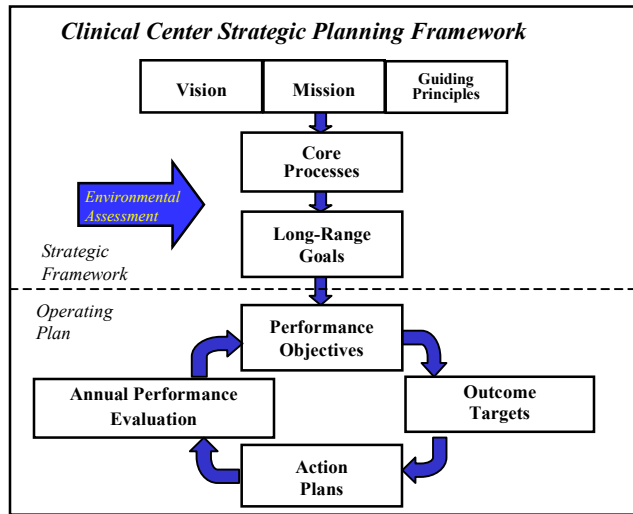 Clinical Center Strategic Planning Framework
Vision
Mission
Guiding
Principles
Core
Processes
Environmental
Assessment
Long-Range
Goals
Strategic
Framework
Operating
Plan
Performance
Objectives
Annual Performance
Evaluation
Outcome
Targets
Action
Plans